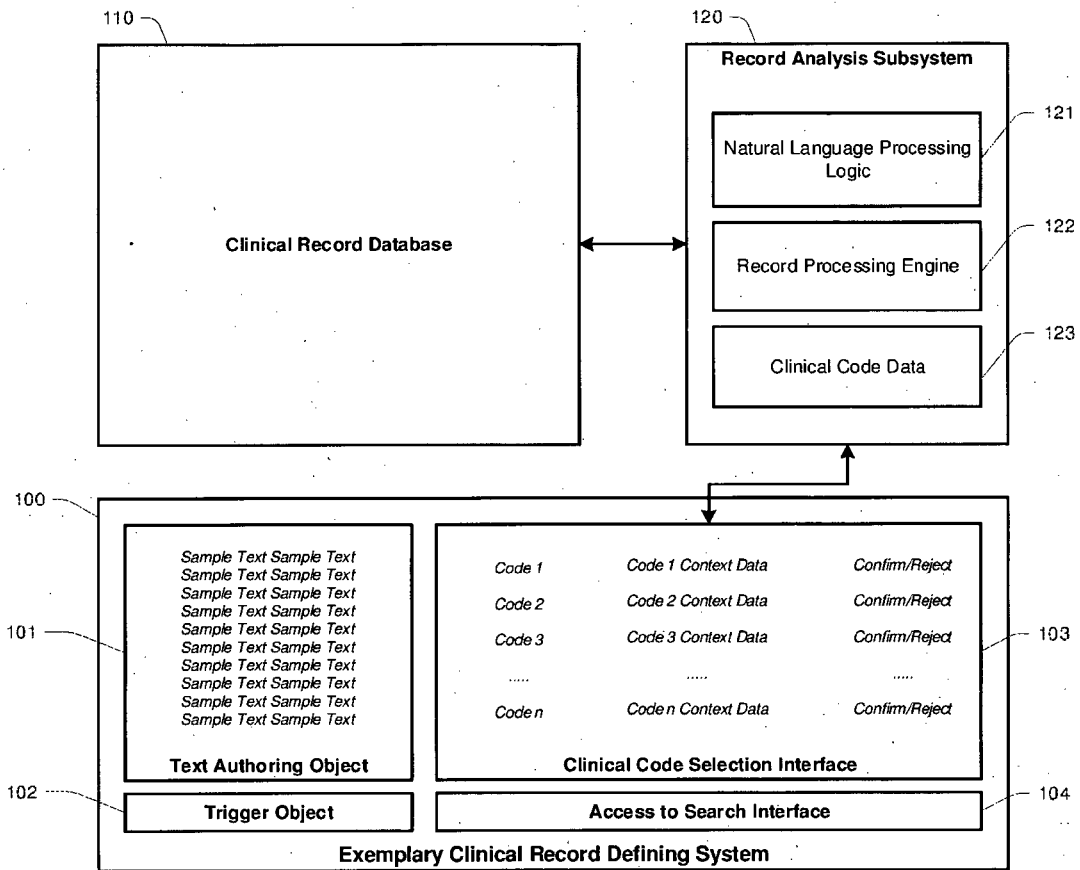 110
120
Record Analysis Subsystem
121
Natural Language Processing
Logic
122
Clinical Record Database
Record Processing Engine
123
Clinical Code Data
100
Sample Text Sample Text
Sample Text Sample Text
Sample Text Sample Text
Sample Text Sample Text
Sample Text Sample Text
Sample Text Sample Text
Sample Text Sample Text
Sample Text Sample Text
Sample Text Sample Text
Sample Text Sample Text
101
Text Authoring Object
Code 1 Code 1 Context Data Confirm/Reject
Code 2 Code 2 Context Data Confirm/Reject
Code 3 Code 3 Context Data Confirm/Reject
..... ..... .....
Code n Code n Context Data Confirm/Reject
103
Clinical Code Selection Interface
102
Trigger Object
Access to Search Interface
104
Exemplary Clinical Record Defining System